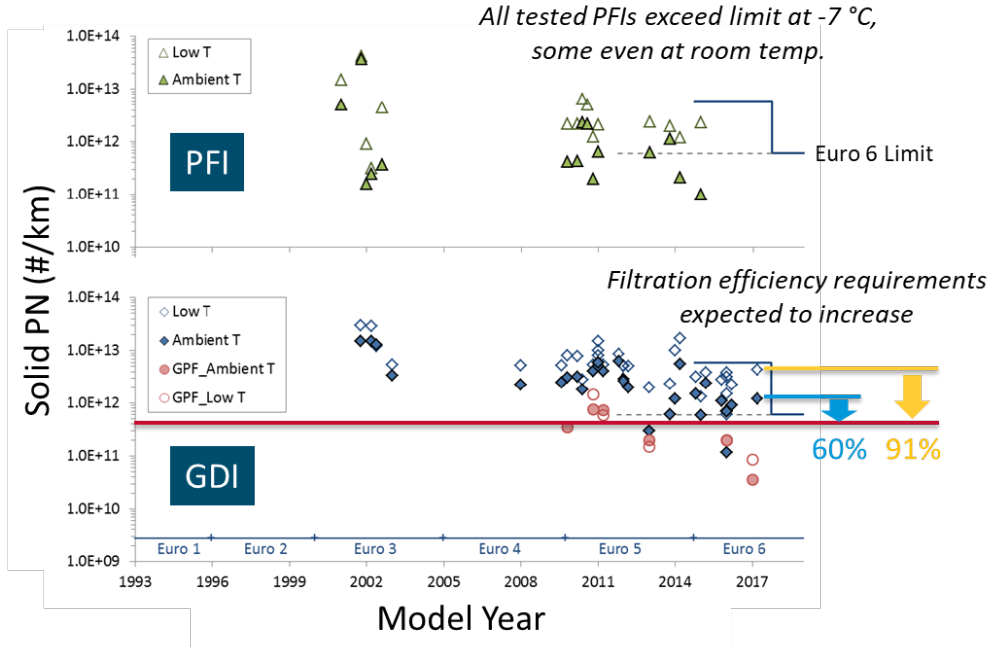 All tested PFIs exceed limit at -7 °C,
some even at room temp.
1.0E+14
1.0E+13
1.0E+12
1.0E+11
1.0E+10
Low T
Ambient T
PFI
Euro 6 Limit
Solid PN (#/km)
Filtration efficiency requirements
expected to increase
1.0E+14
1.0E+13
1.0E+12
1.0E+11
1.0E+10
1.0E+09
Low T
Ambient T
GPF_Ambient T
GPF_Low T
GDI
60%
91%
Euro 1
Euro 2
Euro 3
Euro 4
Euro 5
Euro 6
1993
1996
1999
2002
2005
2008
2011
2014
2017
Model Year